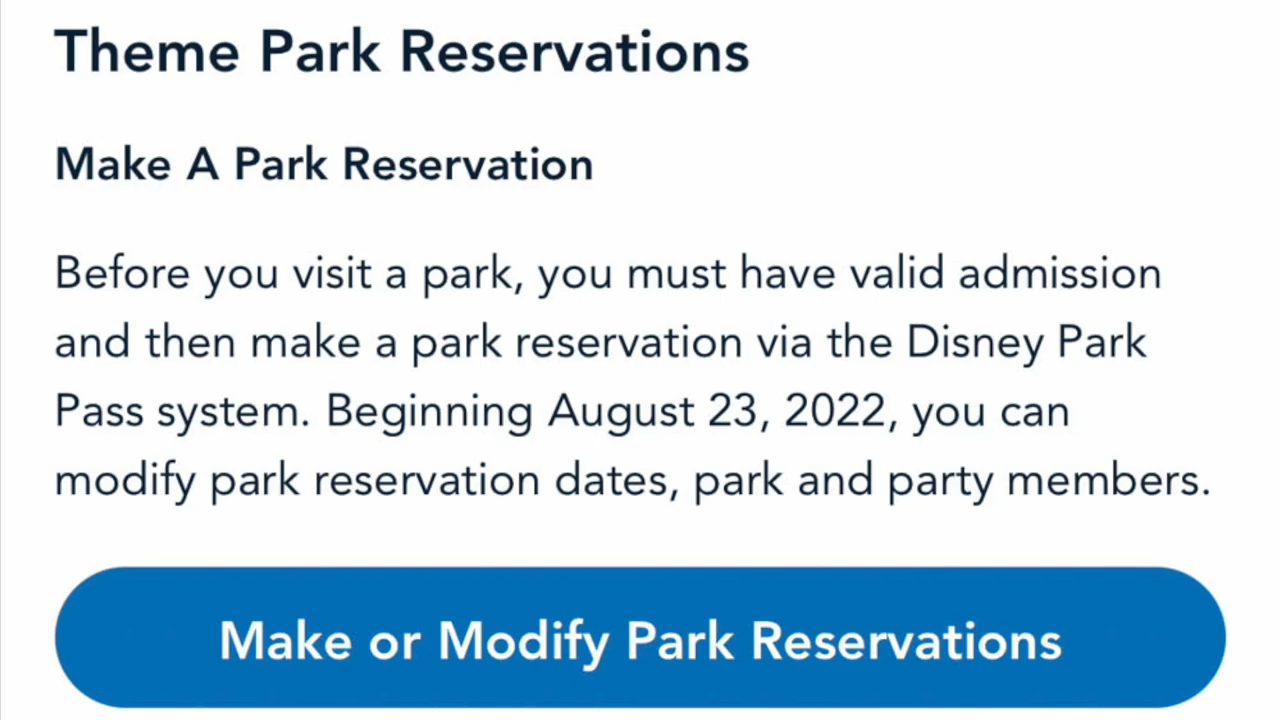 Theme Park Reservations
Make A Park Reservation
Before you visit a park, you must have valid admission
and then make a park reservation via the Disney Park
Pass system. Beginning August 23, 2022, you can
modify park reservation dates, park and party members.
Make or Modify Park Reservations